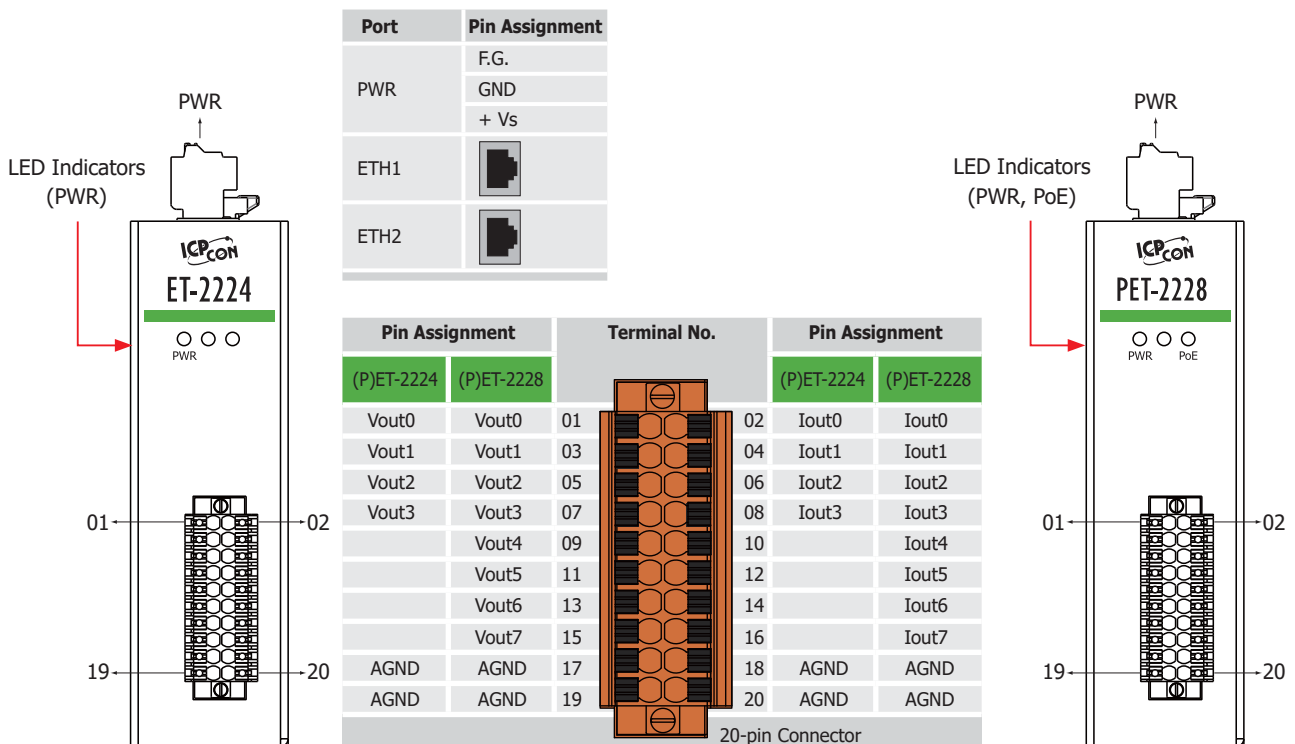 Port Pin Assignment
PWR
F.G.
GND
+ Vs
ETH1
ETH2
PWR
LED Indicators
(PWR)
ICP CON
ET-2224
PWR
01 02
19 20
Pin Assignment Terminal No. Pin Assignment
(P)ET-2224 (P)ET-2228 (P)ET-2224 (P)ET-2228
Vout0 Vout0 01 02 Iout0 Iout0
Vout1 Vout1 03 04 Iout1 Iout1
Vout2 Vout2 05 06 Iout2 Iout2
Vout3 Vout3 07 08 Iout3 Iout3
Vout4 09 10 Iout4
Vout5 11 12 Iout5
Vout6 13 14 Iout6
Vout7 15 16 Iout7
AGND AGND 17 18 AGND AGND
AGND AGND 19 20 AGND AGND
20-pin Connector
PWR
LED Indicators
(PWR, PoE)
ICP CON
PET-2228
PWR PoE
01 02
19 20